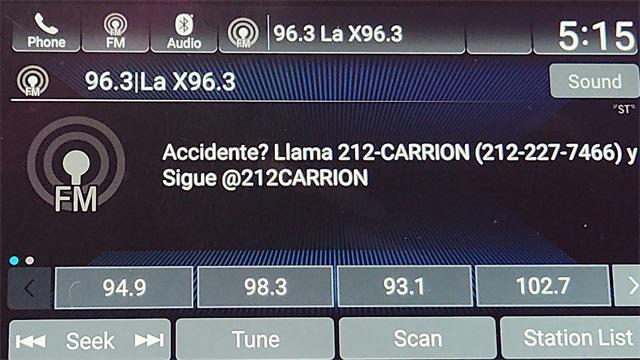 Phone
FM
Audio
96.3 La X96.3
5:15
FM
96.3|La X96.3
Sound
"ST"
FM
Accidente? Llama 212-CARRION (212-227-7466) y
Sigue @212CARRION
94.9
98.3
93.1
102.7
Seek
Tune
Scan
Station List